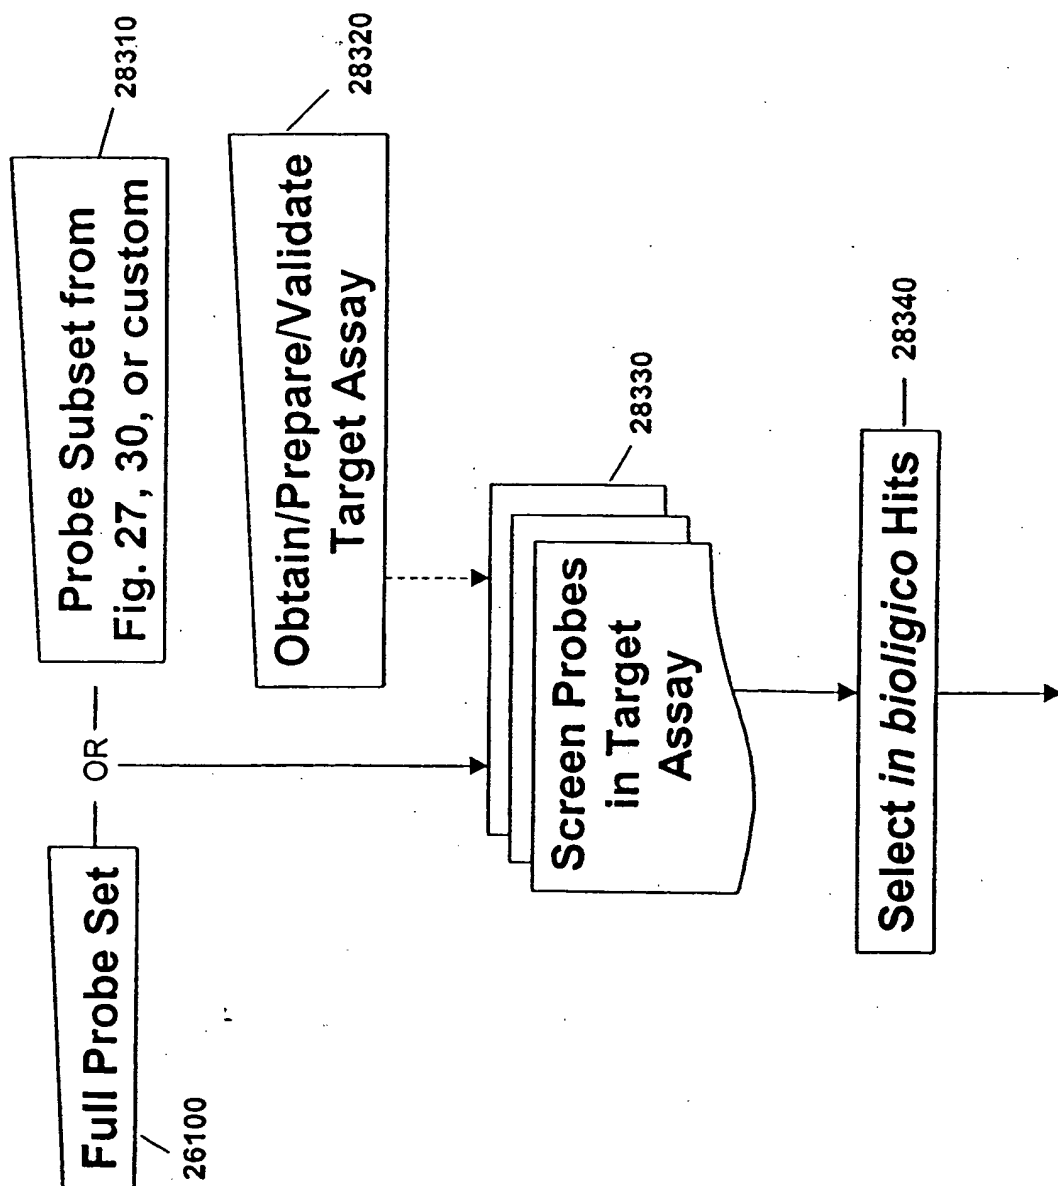 Full Probe Set
26100
OR
Probe Subset from
Fig. 27, 30, or custom
28310
Obtain/Prepare/Validate
Target Assay
28320
Screen Probes
in Target
Assay
28330
Select in bioligico Hits
28340